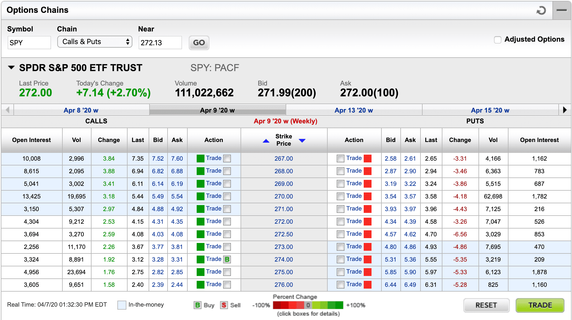 Options Chains
Symbol Chain Near
SPY Calls & Puts 272.13 GO
Adjusted Options
SPDR S&P 500 ETF TRUST SPY: PACF
Last Price Today's Change Volume Bid Ask
272.00 +7.14 (+2.70%) 111,022,662 271.99(200) 272.00(100)
Apr 8 '20 w Apr 9 '20 w Apr 13 '20 w Apr 15 '20 w
CALLS Apr 9 '20 w (Weekly) PUTS
Open Interest Vol Change Last Bid Ask Action Strike Price Action Bid Ask Last Change Vol Open Interest
10,008 2,996 3.84 7.35 7.52 7.60 Trade 267.00 Trade 2.58 2.61 2.65 -3.31 4,166 1,162
8,615 2,095 3.88 6.94 6.82 6.88 Trade 268.00 Trade 2.87 2.90 2.94 -3.46 6,363 783
5,041 3,002 3.41 6.11 6.14 6.19 Trade 269.00 Trade 3.19 3.22 3.24 -3.86 5,515 687
13,425 19,695 3.18 5.44 5.49 5.54 Trade 270.00 Trade 3.54 3.57 3.58 -4.18 62,698 1,782
3,150 5,307 2.97 4.84 4.88 4.92 Trade 271.00 Trade 3.93 3.97 3.96 -4.43 7,125 216
4,304 9,212 2.53 4.15 4.31 4.35 Trade 272.00 Trade 4.34 4.39 4.58 -3.26 7,047 526
3,694 3,270 2.59 4.08 4.03 4.08 Trade 273.00 Trade 4.57 4.62 4.70 -6.56 3,029 853
2,256 11,170 2.26 3.67 3.77 3.81 Trade 274.00 Trade 4.80 4.86 4.93 -4.86 7,695 470
3,324 8,891 1.92 3.12 3.28 3.31 Trade B 274.00 Trade 5.31 5.36 5.55 -5.35 3,219 209
4,956 23,694 1.76 2.75 2.82 2.85 Trade 275.00 Trade 5.85 5.90 5.97 -5.33 6,123 1,878
3,605 9,651 1.58 2.40 2.39 2.44 Trade 276.00 Trade 6.44 6.49 6.31 -5.28 825 1,160
Real Time: 04/7/20 01:32:30 PM EDT In-the-money B Buy S Sell -100% Percent Change 0 +100% RESET TRADE
(click boxes for details)